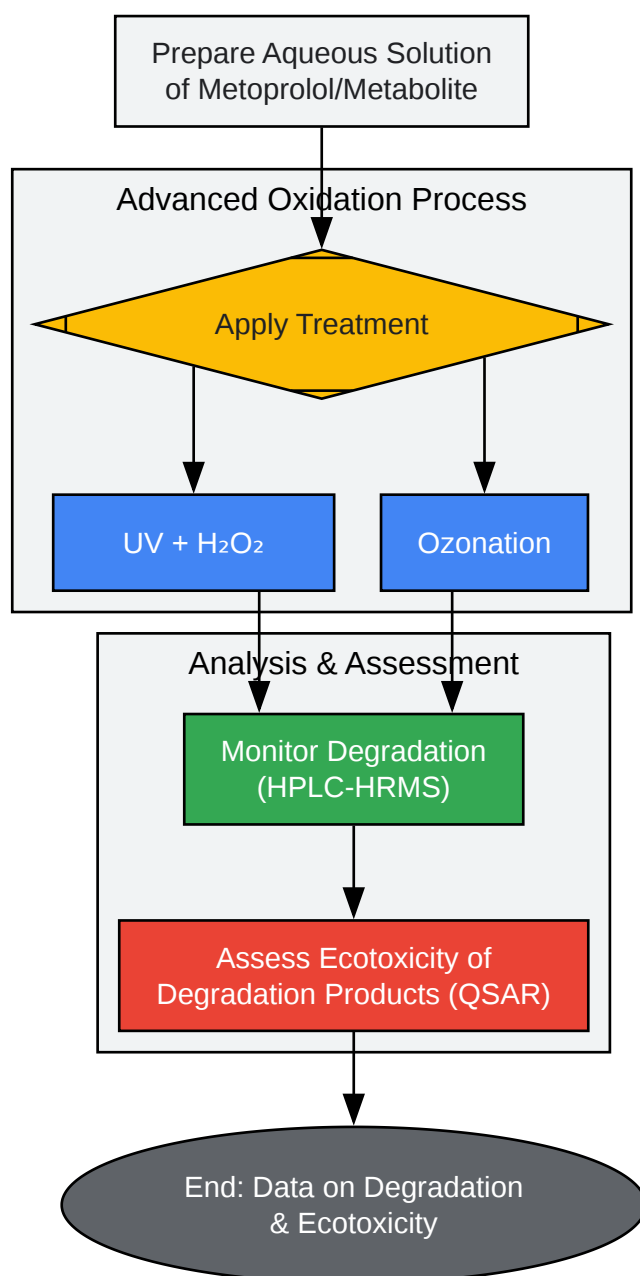 Prepare Aqueous Solution
of Metoprolol/Metabolite
Advanced Oxidation Process
Apply Treatment
UV + H₂O₂
Ozonation
Analysis & Assessment
Monitor Degradation
(HPLC-HRMS)
Assess Ecotoxicity of
Degradation Products (QSAR)
End: Data on Degradation
& Ecotoxicity